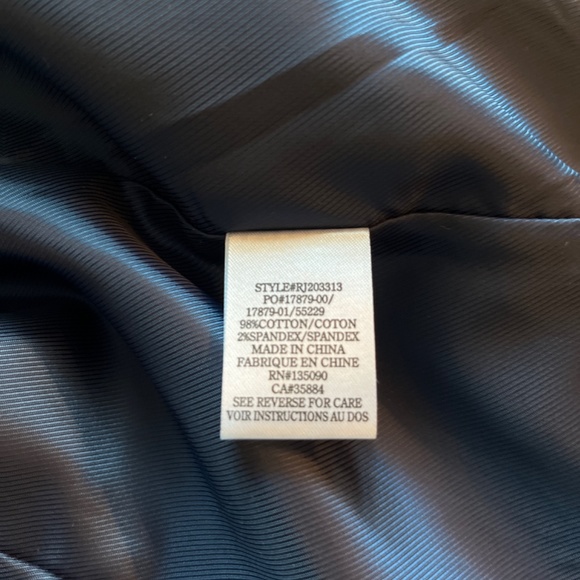 STYLE#RJ203313
PO#17879-00/
17879-01/55229
98%COTTON/COTON
2%SPANDEX/SPANDEX
MADE IN CHINA
FABRIQUE EN CHINE
RN#135090
CA#35884
SEE REVERSE FOR CARE
VOIR INSTRUCTIONS AU DOS